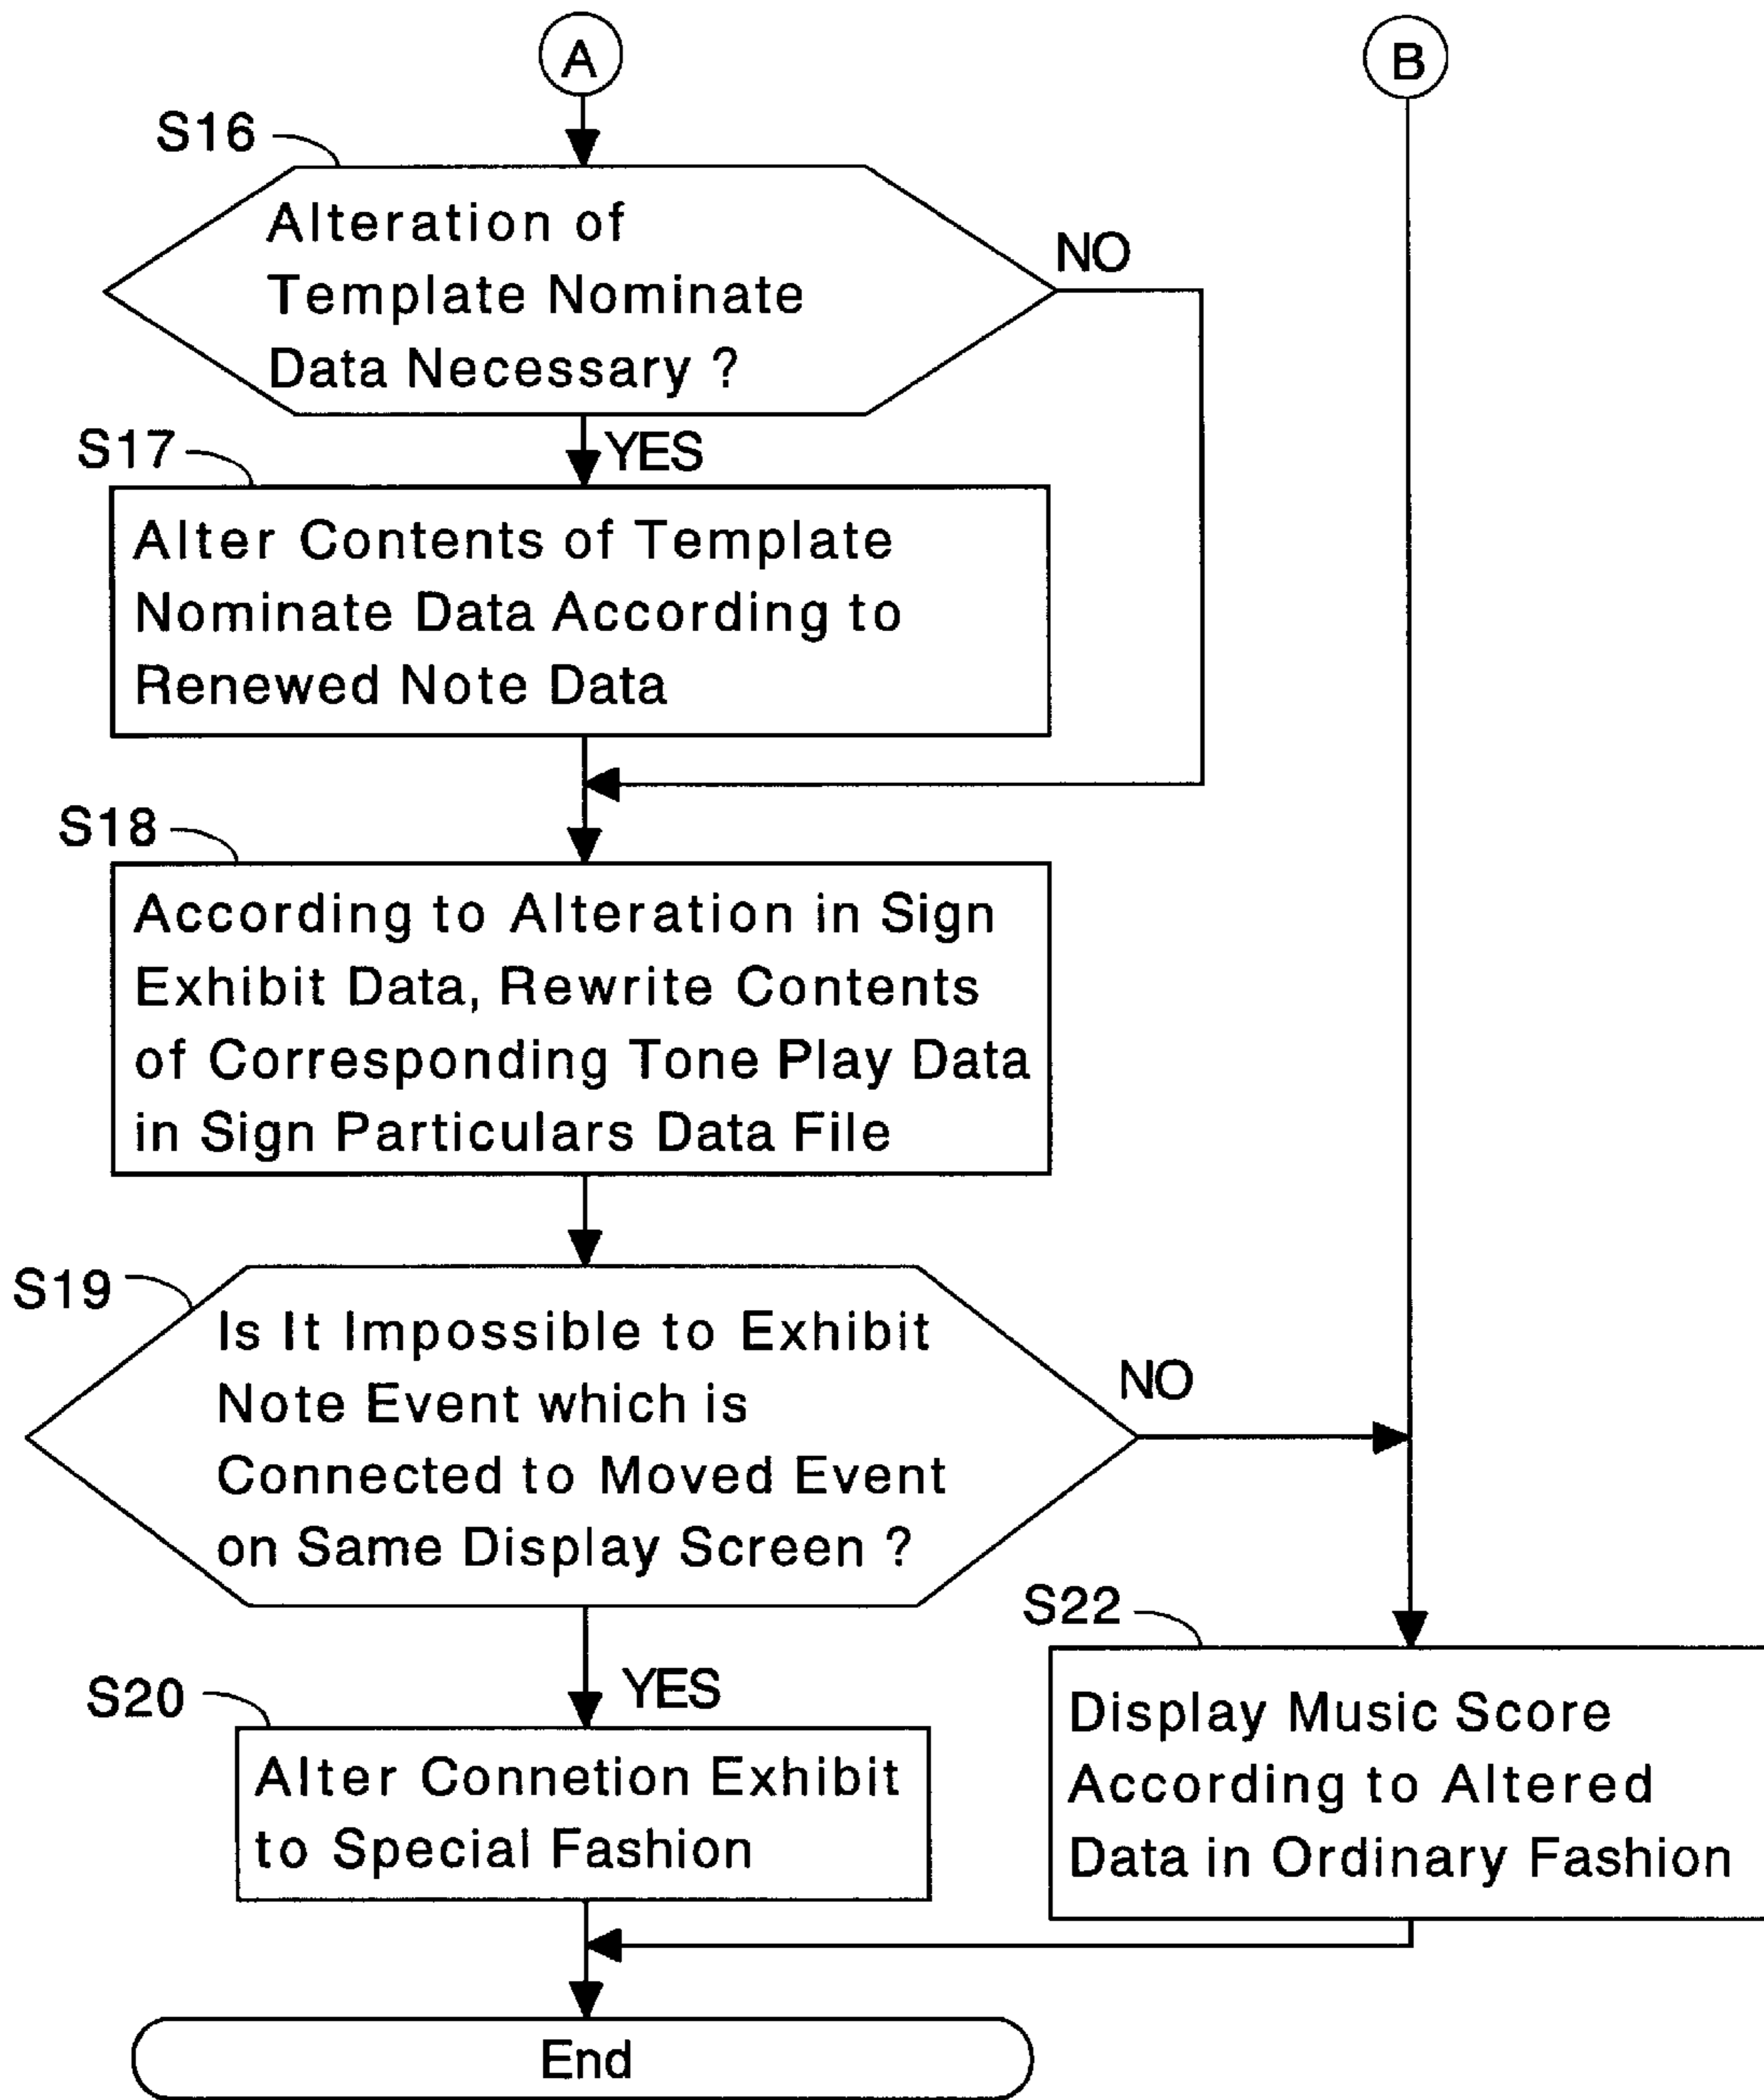 A
B
S16
Alteration of
Template Nominate
Data Necessary ?
NO
YES
S17
Alter Contents of Template
Nominate Data According to
Renewed Note Data
S18
According to Alteration in Sign
Exhibit Data, Rewrite Contents
of Corresponding Tone Play Data
in Sign Particulars Data File
S19
Is It Impossible to Exhibit
Note Event which is
Connected to Moved Event
on Same Display Screen ?
NO
YES
S20
Alter Connetion Exhibit
to Special Fashion
S22
Display Music Score
According to Altered
Data in Ordinary Fashion
End